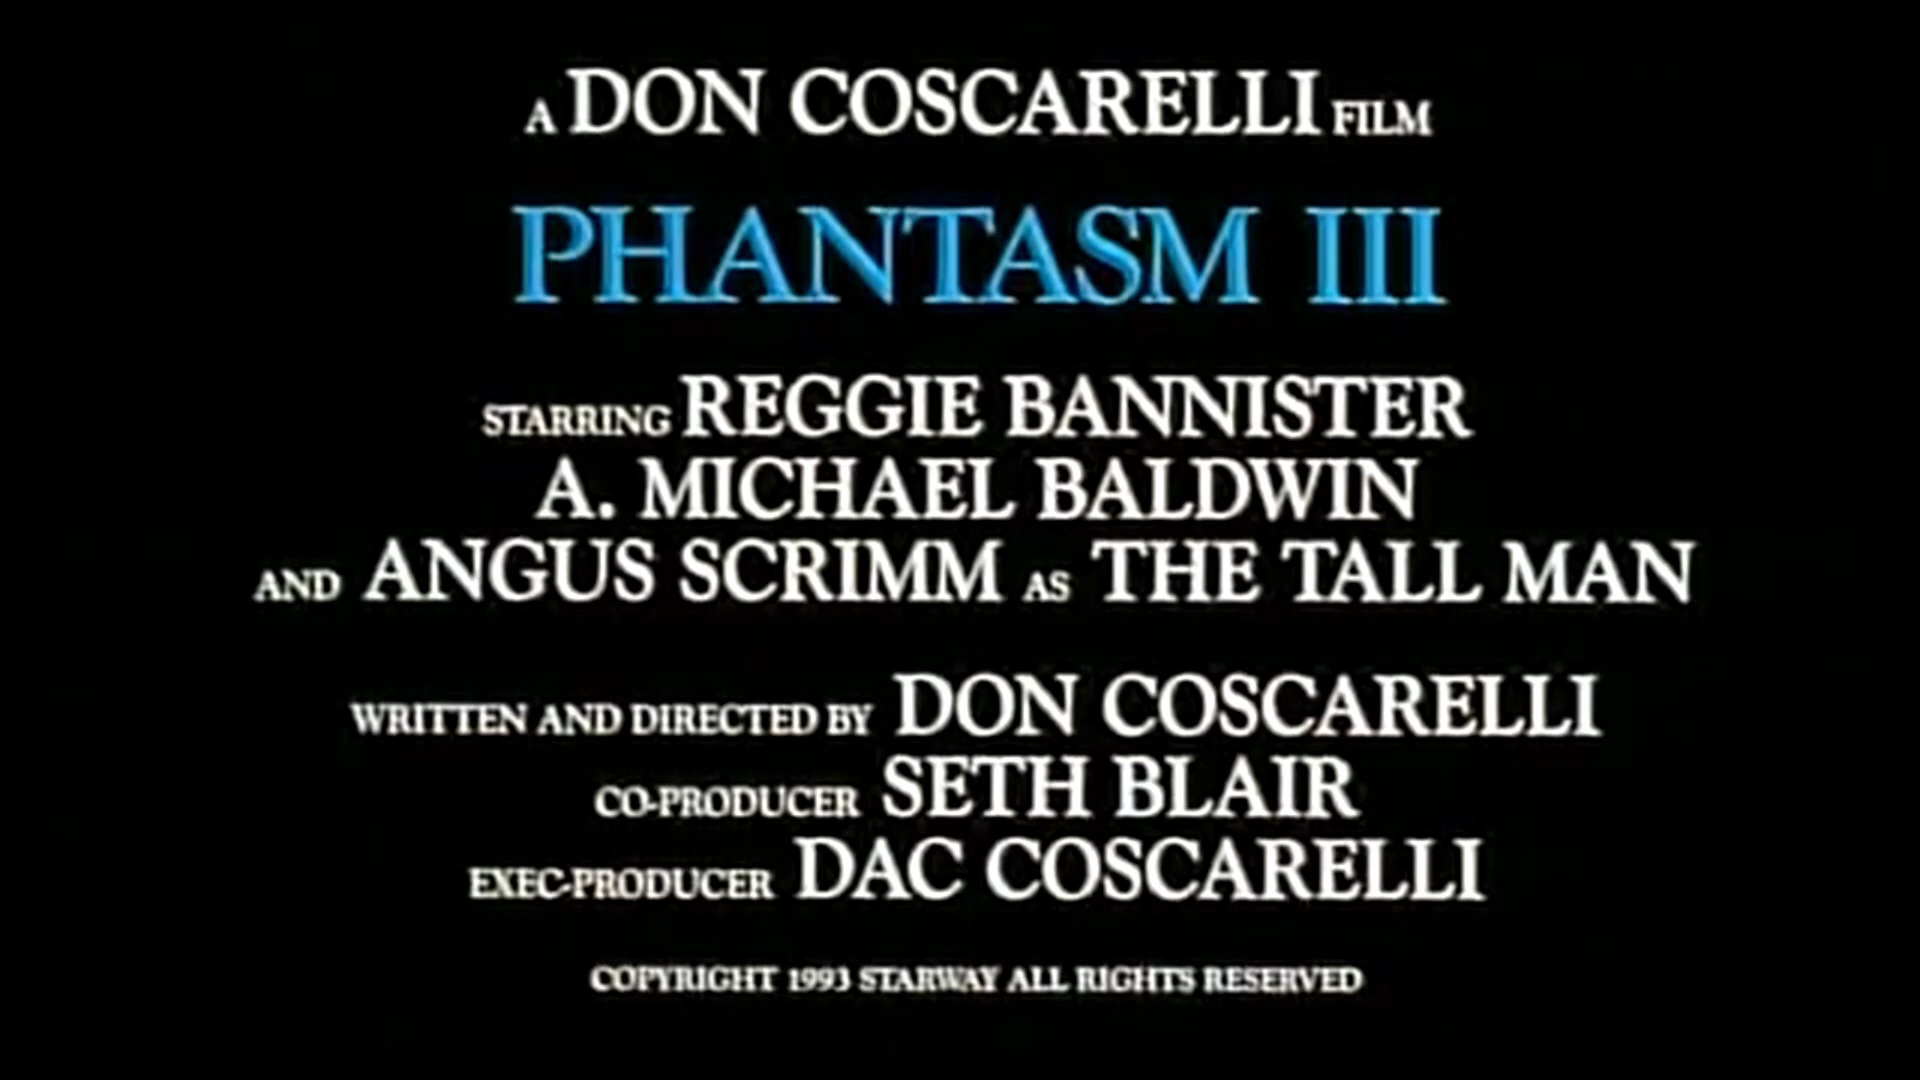 A DON COSCARELLI FILM
PHANTASM III
STARRING REGGIE BANNISTER
A. MICHAEL BALDWIN
AND ANGUS SCRIMM AS THE TALL MAN
WRITTEN AND DIRECTED BY DON COSCARELLI
CO-PRODUCER SETH BLAIR
EXEC-PRODUCER DAC COSCARELLI
COPYRIGHT 1993 STARWAY ALL RIGHTS RESERVED